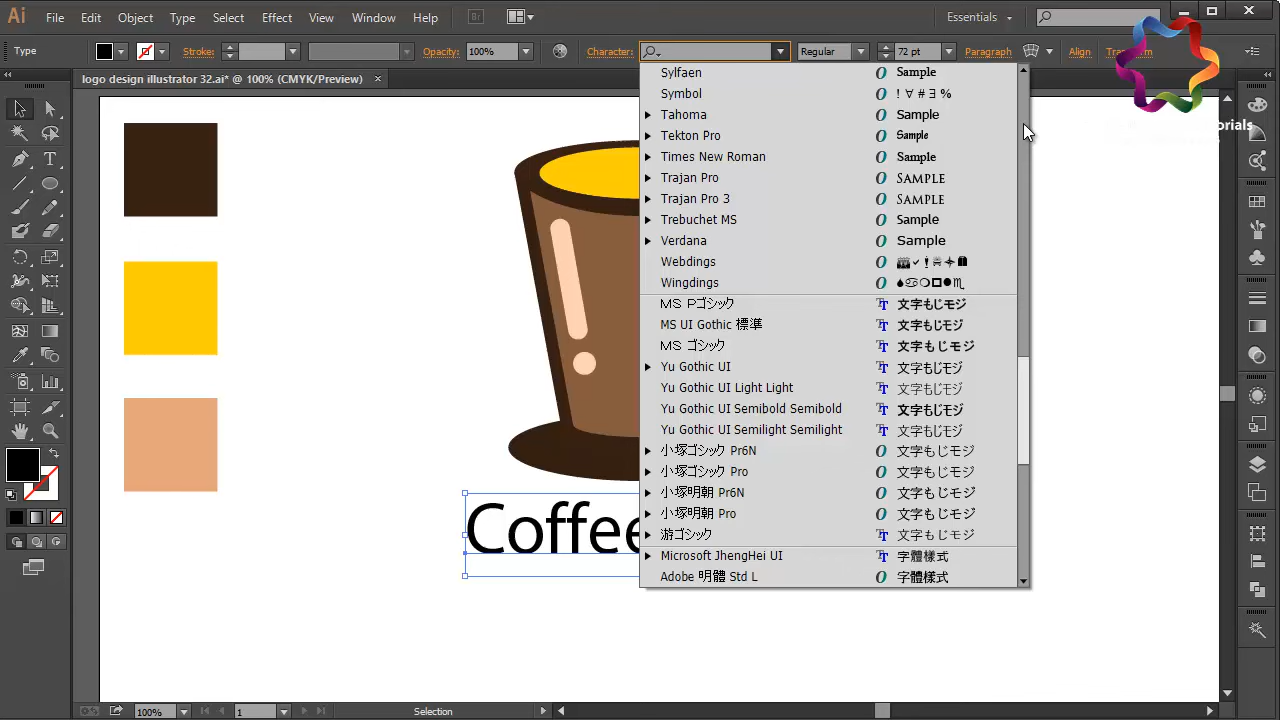 Ai File Edit Object Type Select Effect View Window Help Br Essentials
Type Stroke: Opacity: 100% Character: Regular 72 pt Paragraph Align
logo design illustrator 32.ai* @ 100% (CMYK/Preview) ×
Sylfaen Sample
Symbol ! ∀ # ∃ %
Tahoma Sample
Tekton Pro Sample
Times New Roman Sample
Trajan Pro SAMPLE
Trajan Pro 3 SAMPLE
Trebuchet MS Sample
Verdana Sample
Webdings
Wingdings
MS Pゴシック 文字もじモジ
MS UI Gothic 標準 文字もじモジ
MS ゴシック 文字もじモジ
Yu Gothic UI 文字もじモジ
Yu Gothic UI Light Light 文字もじモジ
Yu Gothic UI Semibold Semibold 文字もじモジ
Yu Gothic UI Semilight Semilight 文字もじモジ
小塚ゴシック Pr6N 文字もじモジ
小塚ゴシック Pro 文字もじモジ
小塚明朝 Pr6N 文字もじモジ
小塚明朝 Pro 文字もじモジ
游ゴシック 文字もじモジ
Microsoft JhengHei UI 字體樣式
Adobe 明體 Std L 字體樣式
Coffee
100% 1 Selection